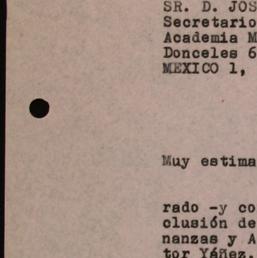 SR. D. JOS
Secretario
Academia M
Donceles 6
MEXICO 1,
Muy estima
rado -y co
clusión de
nanzas y A
tor Yáñez.